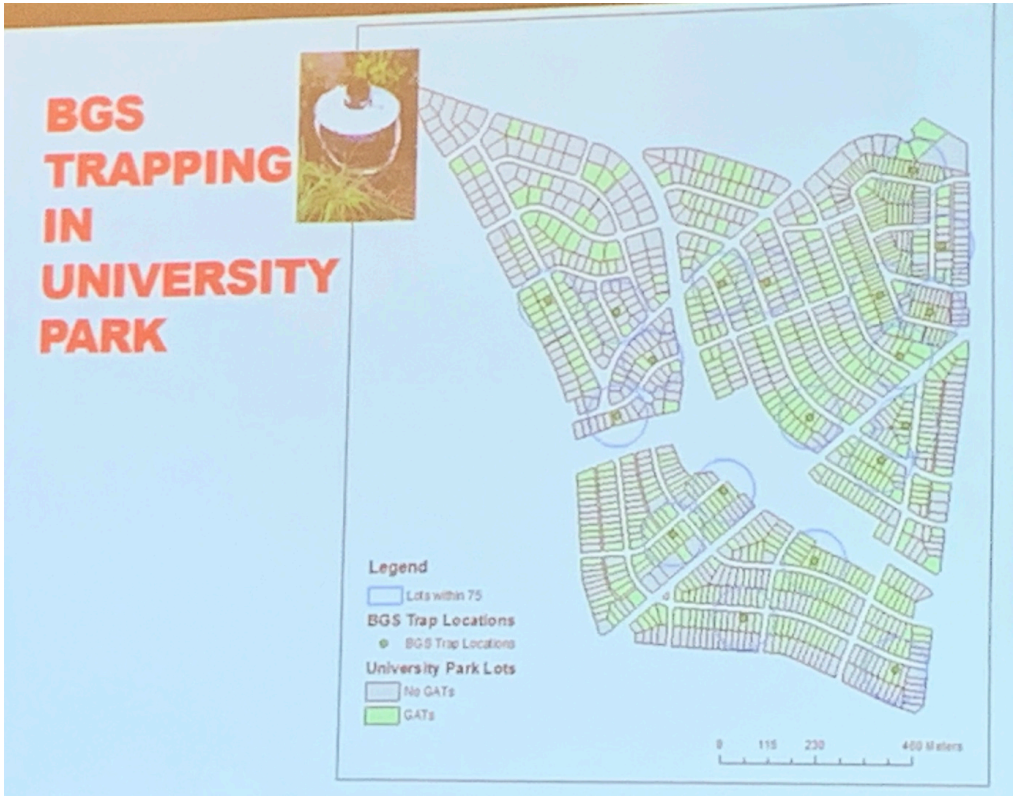 BGS
TRAPPING
IN
UNIVERSITY
PARK
Legend
Lots within 75
BGS Trap Locations
BGS Trap Locations
University Park Lots
No GATs
GATs
0 115 230 460 Meters